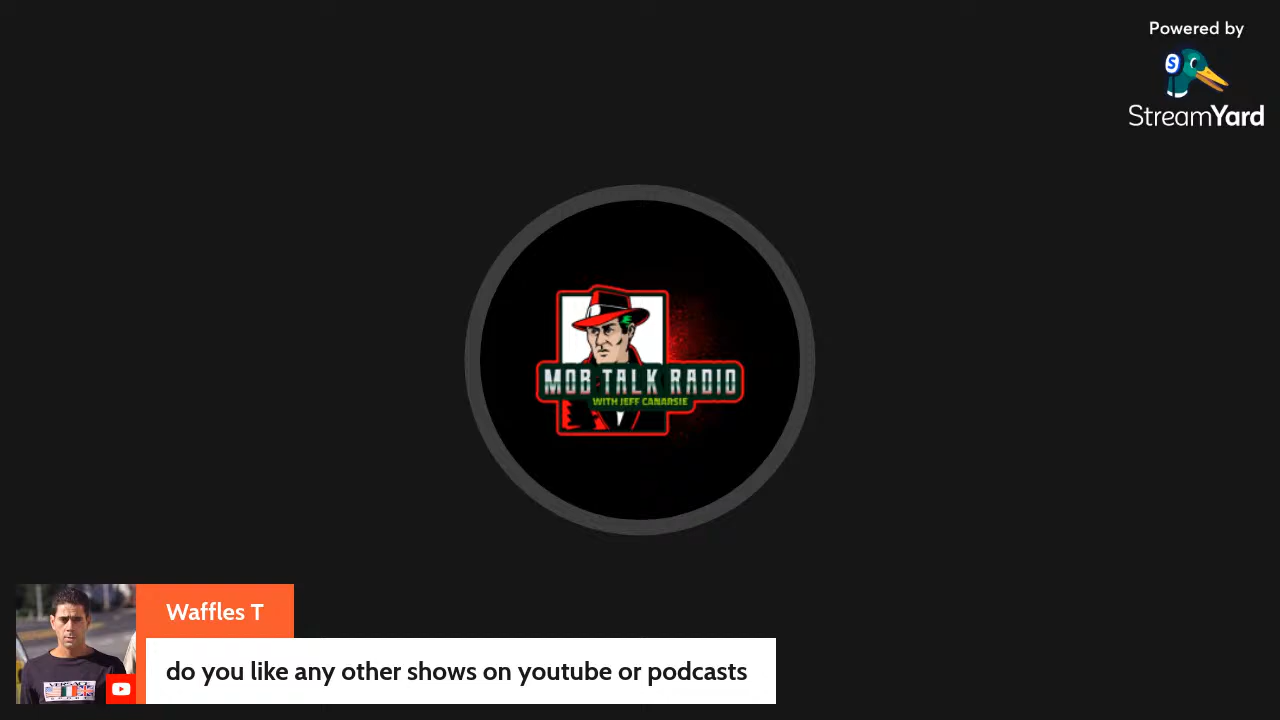 Powered by
S
StreamYard
MOB TALK RADIO
WITH JEFF CANARSIE
Waffles T
do you like any other shows on youtube or podcasts